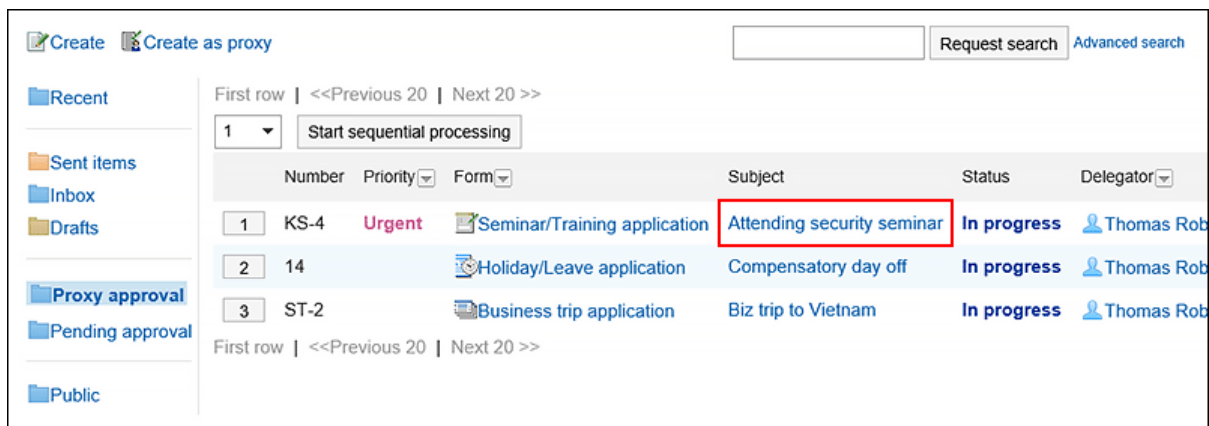 Create Create as proxy Request search Advanced search
Recent
Sent items
Inbox
Drafts
Proxy approval
Pending approval
Public
First row | <<Previous 20 | Next 20 >>
1 Start sequential processing
Number Priority Form Subject Status Delegator
1 KS-4 Urgent Seminar/Training application Attending security seminar In progress Thomas Rob
2 14 Holiday/Leave application Compensatory day off In progress Thomas Rob
3 ST-2 Business trip application Biz trip to Vietnam In progress Thomas Rob
First row | <<Previous 20 | Next 20 >>